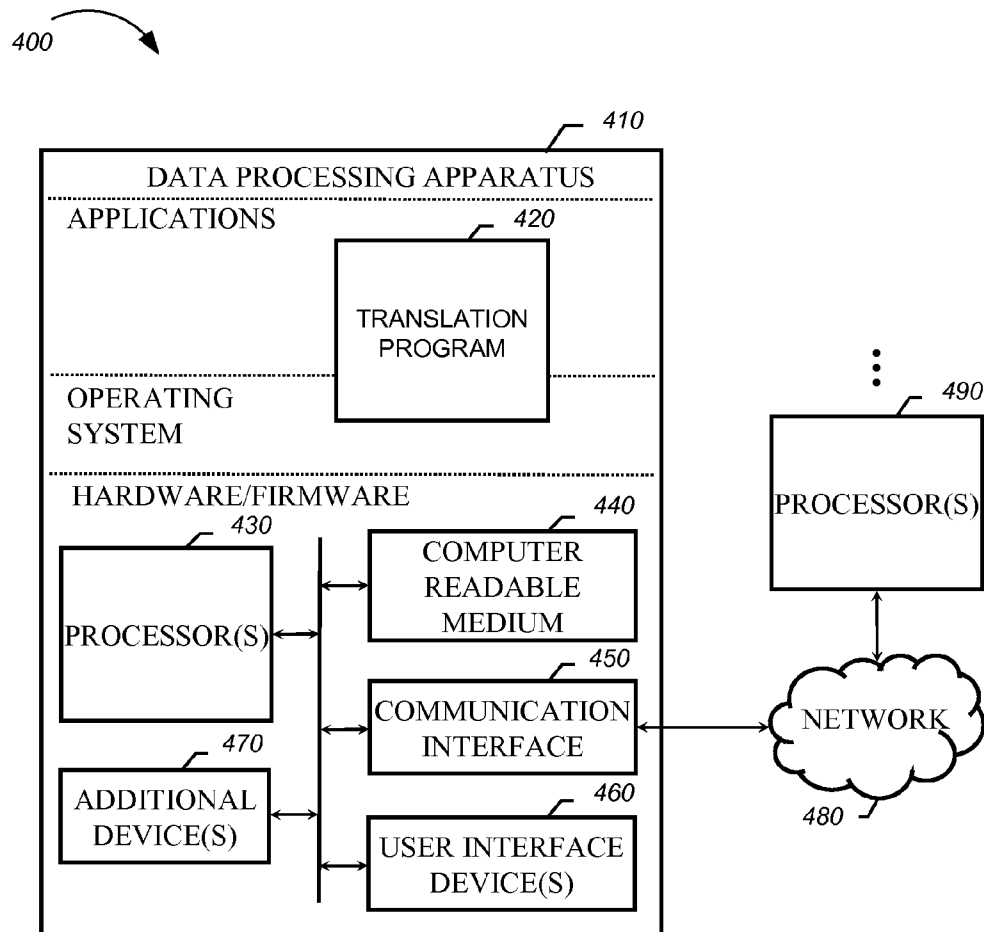 400
410
DATA PROCESSING APPARATUS
APPLICATIONS
420
TRANSLATION
PROGRAM
OPERATING
SYSTEM
HARDWARE/FIRMWARE
430
PROCESSOR(S)
440
COMPUTER
READABLE
MEDIUM
450
COMMUNICATION
INTERFACE
470
ADDITIONAL
DEVICE(S)
460
USER INTERFACE
DEVICE(S)
490
PROCESSOR(S)
NETWORK
480